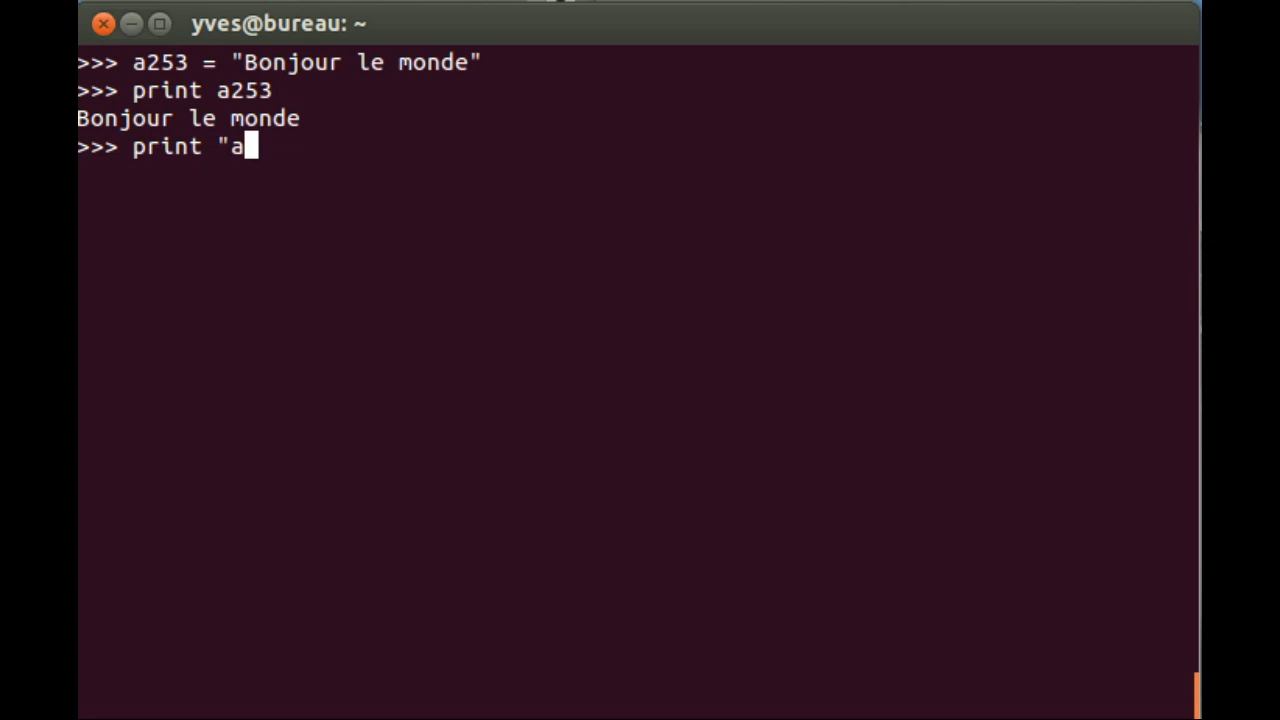 yves@bureau: ~
>>> a253 = "Bonjour le monde"
>>> print a253
Bonjour le monde
>>> print "a